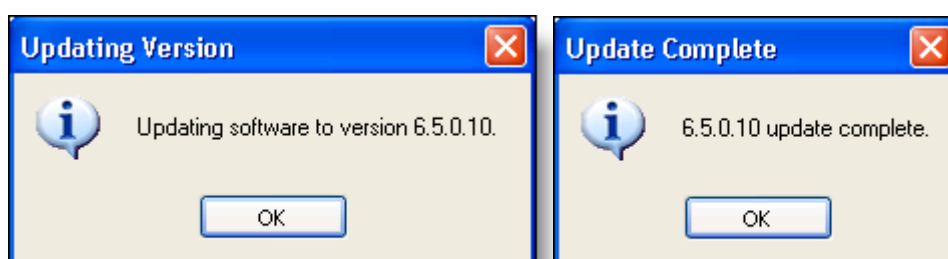 Updating Version
Updating software to version 6.5.0.10.
OK
Update Complete
6.5.0.10 update complete.
OK